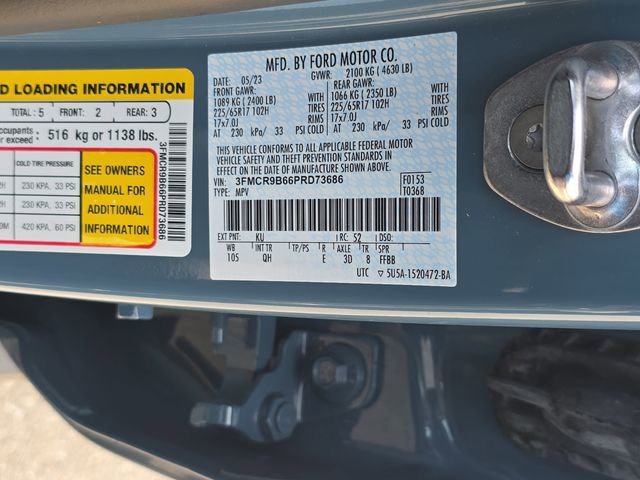 D LOADING INFORMATION
TOTAL: 5 FRONT: 2 REAR: 3
ccupants
r exceed: 516 kg or 1138 lbs.
COLD TIRE PRESSURE
2H 230 KPA, 33 PSI
2H 230 KPA, 33 PSI
9M 420 KPA, 60 PSI
SEE OWNERS
MANUAL FOR
ADDITIONAL
INFORMATION
3FMCR9B66PRD73686
MFD. BY FORD MOTOR CO.
05/23 GVWR: 2100 KG ( 4630 LB)
FRONT GAWR: REAR GAWR:
1089 KG ( 2400 LB) WITH 1066 KG ( 2350 LB) WITH
225/65R17 102H TIRES 225/65R17 102H TIRES
17x7.0J RIMS 17x7.0J RIMS
AT 230 kPa/ 33 PSI COLD AT 230 kPa/ 33 PSI COLD
THIS VEHICLE CONFORMS TO ALL APPLICABLE FEDERAL MOTOR
VEHICLE SAFETY AND THEFT PREVENTION STANDARDS IN
EFFECT ON THE DATE OF MANUFACTURE SHOWN ABOVE.
VIN: 3FMCR9B66PRD73686 F0153
TYPE: MPV T0368
EXT PNT: KU RC: 52 DSO:
WB INT TR TP/PS R AXLE TR SPR
105 QH E 3D 8 FFBB
UTC ▽ 5U5A-1520472-BA